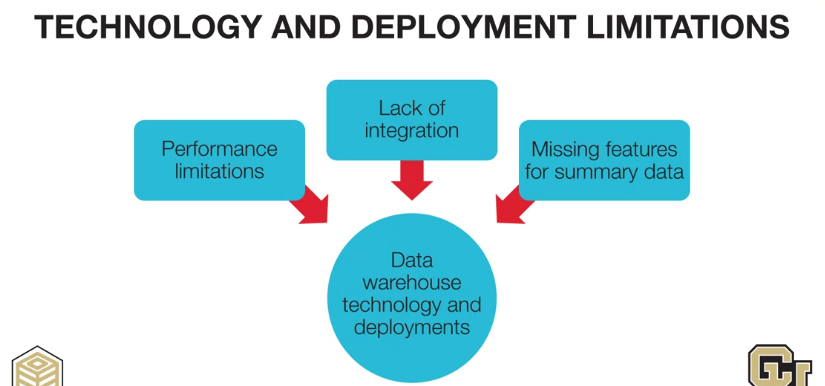 TECHNOLOGY AND DEPLOYMENT LIMITATIONS
Performance
limitations
Lack of
integration
Missing features
for summary data
Data
warehouse
technology and
deployments